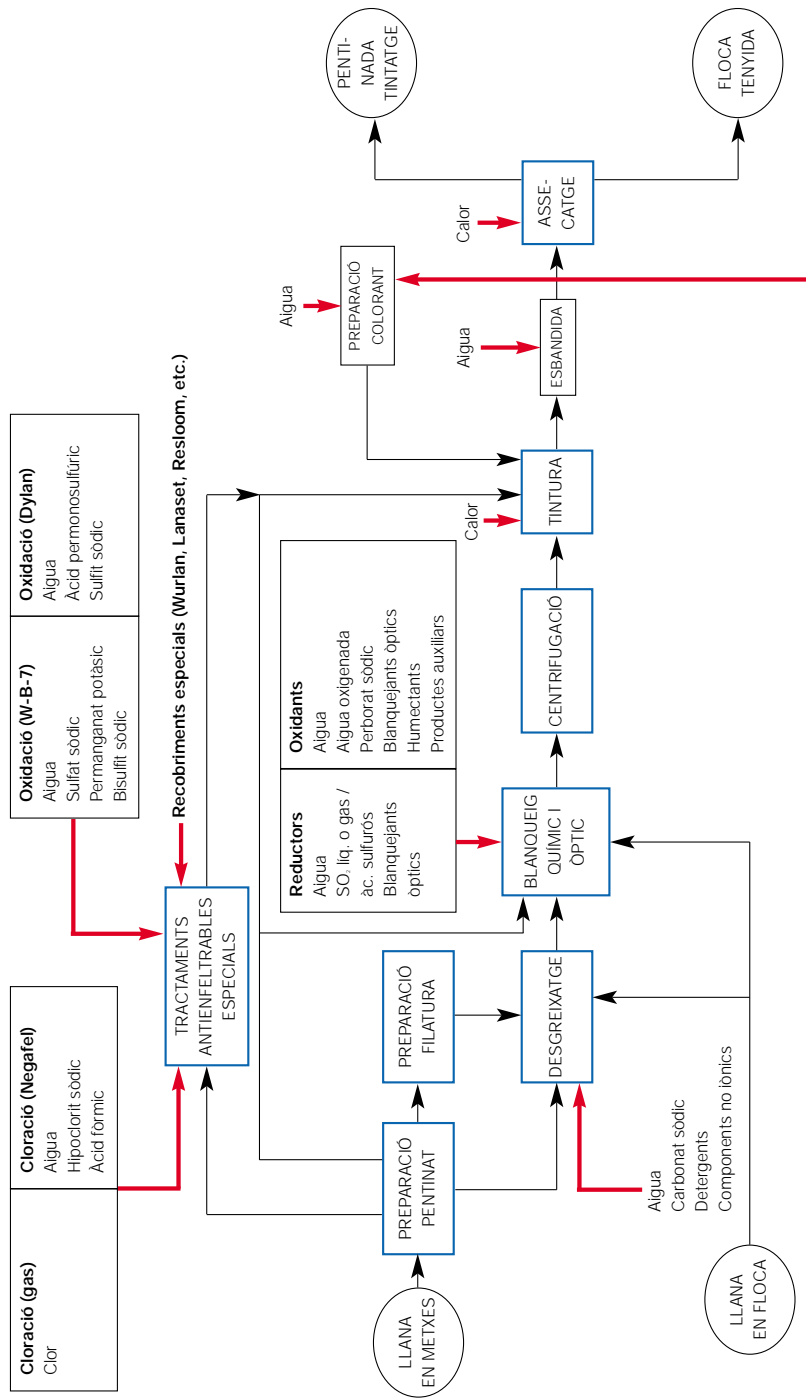 Cloració (gas)
Clor
Cloració (Negafel)
Aigua
Hipoclorit sòdic
Àcid fòrmic
Oxidació (W-B-7)
Aigua
Sulfat sòdic
Permanganat potàsic
Bisulfit sòdic
Oxidació (Dylan)
Aigua
Àcid permonosulfúric
Sulfit sòdic
Recobriments especials (Wurlan, Lanaset, Resloom, etc.)
TRACTAMENTS
ANTIENFELTRABLES
ESPECIALS
Reductors
Aigua
SO₂ líq. o gas /
àc. sulfurós
Blanquejants
òptics
Oxidants
Aigua
Aigua oxigenada
Perborat sòdic
Blanquejants òptics
Humectants
Productes auxiliars
Aigua
PREPARACIÓ
COLORANT
PENTI-
NADA
TINTATGE
LLANA
EN METXES
PREPARACIÓ
PENTINAT
PREPARACIÓ
FILATURA
DESGREIXATGE
BLANQUEIG
QUÍMIC I
ÒPTIC
CENTRIFUGACIÓ
Calor
TINTURA
Aigua
ESBANDIDA
Calor
ASSE-
CATGE
FLOCA
TENYIDA
Aigua
Carbonat sòdic
Detergents
Components no iònics
LLANA
EN FLOCA